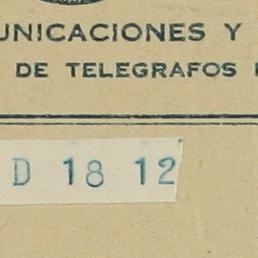 UNICACIONES Y
DE TELEGRAFOS
D 18 12